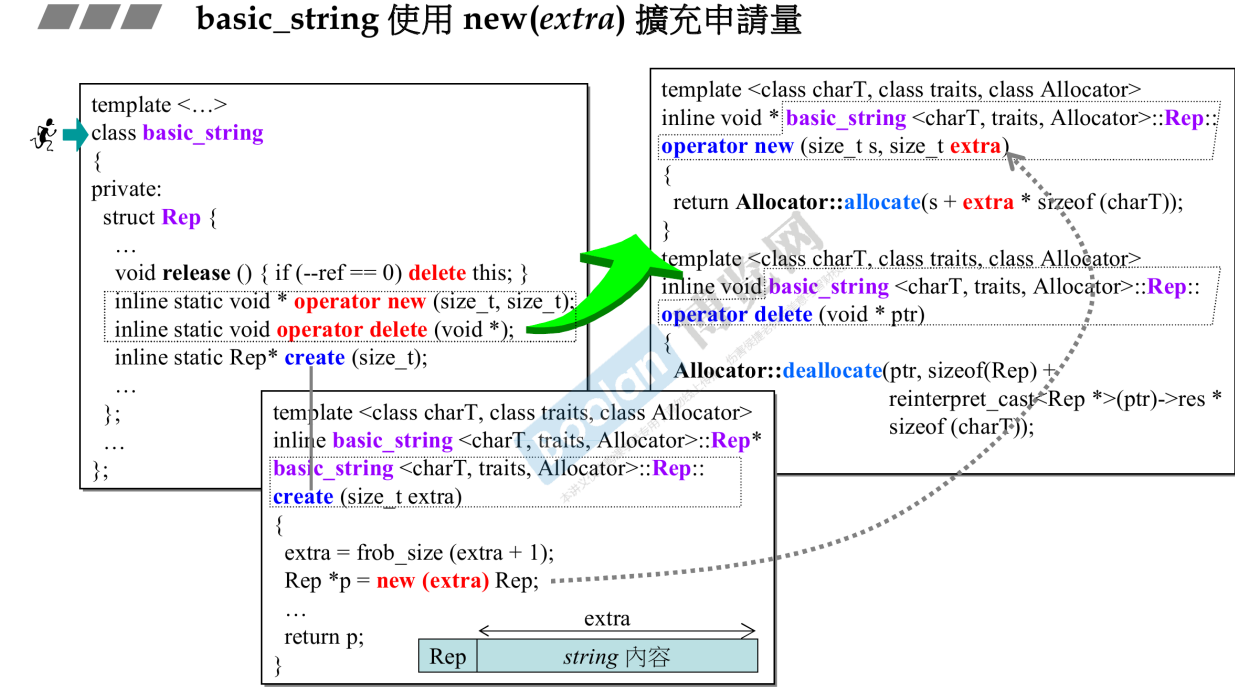 basic_string 使用 new(extra) 擴充申請量
template <…>
class basic_string
{
private:
struct Rep {
…
void release () { if (--ref == 0) delete this; }
inline static void * operator new (size_t, size_t);
inline static void operator delete (void *);
inline static Rep* create (size_t);
…
};
…
};
template <class charT, class traits, class Allocator>
inline void * basic_string <charT, traits, Allocator>::Rep::
operator new (size_t s, size_t extra)
{
return Allocator::allocate(s + extra * sizeof (charT));
}
template <class charT, class traits, class Allocator>
inline void basic_string <charT, traits, Allocator>::Rep::
operator delete (void * ptr)
{
Allocator::deallocate(ptr, sizeof(Rep) +
reinterpret_cast<Rep *>(ptr)->res *
sizeof (charT));
template <class charT, class traits, class Allocator>
inline basic_string <charT, traits, Allocator>::Rep*
basic_string <charT, traits, Allocator>::Rep::
create (size_t extra)
{
extra = frob_size (extra + 1);
Rep *p = new (extra) Rep;
…
return p;
}
extra
Rep
string 內容
Boolan
博览网